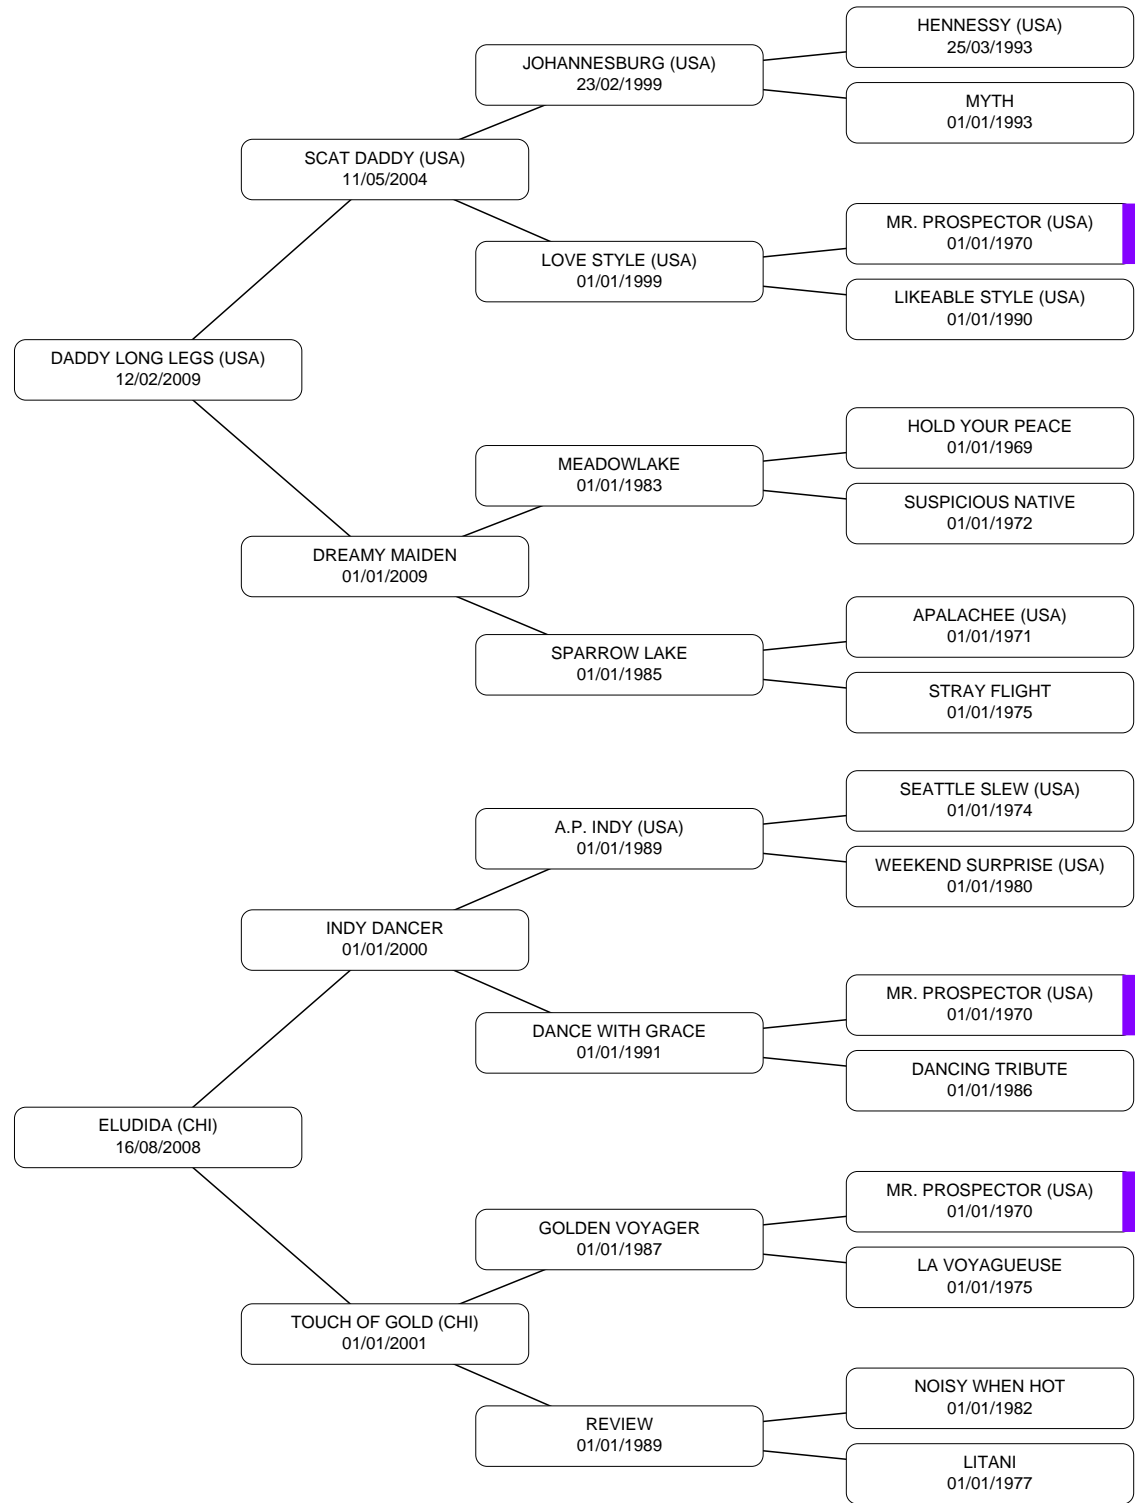 HENNESSY (USA)
25/03/1993
JOHANNESBURG (USA)
23/02/1999
MYTH
01/01/1993
SCAT DADDY (USA)
11/05/2004
MR. PROSPECTOR (USA)
01/01/1970
LOVE STYLE (USA)
01/01/1999
LIKEABLE STYLE (USA)
01/01/1990
DADDY LONG LEGS (USA)
12/02/2009
HOLD YOUR PEACE
01/01/1969
MEADOWLAKE
01/01/1983
SUSPICIOUS NATIVE
01/01/1972
DREAMY MAIDEN
01/01/2009
APALACHEE (USA)
01/01/1971
SPARROW LAKE
01/01/1985
STRAY FLIGHT
01/01/1975
SEATTLE SLEW (USA)
01/01/1974
A.P. INDY (USA)
01/01/1989
WEEKEND SURPRISE (USA)
01/01/1980
INDY DANCER
01/01/2000
MR. PROSPECTOR (USA)
01/01/1970
DANCE WITH GRACE
01/01/1991
DANCING TRIBUTE
01/01/1986
ELUDIDA (CHI)
16/08/2008
MR. PROSPECTOR (USA)
01/01/1970
GOLDEN VOYAGER
01/01/1987
LA VOYAGUEUSE
01/01/1975
TOUCH OF GOLD (CHI)
01/01/2001
NOISY WHEN HOT
01/01/1982
REVIEW
01/01/1989
LITANI
01/01/1977